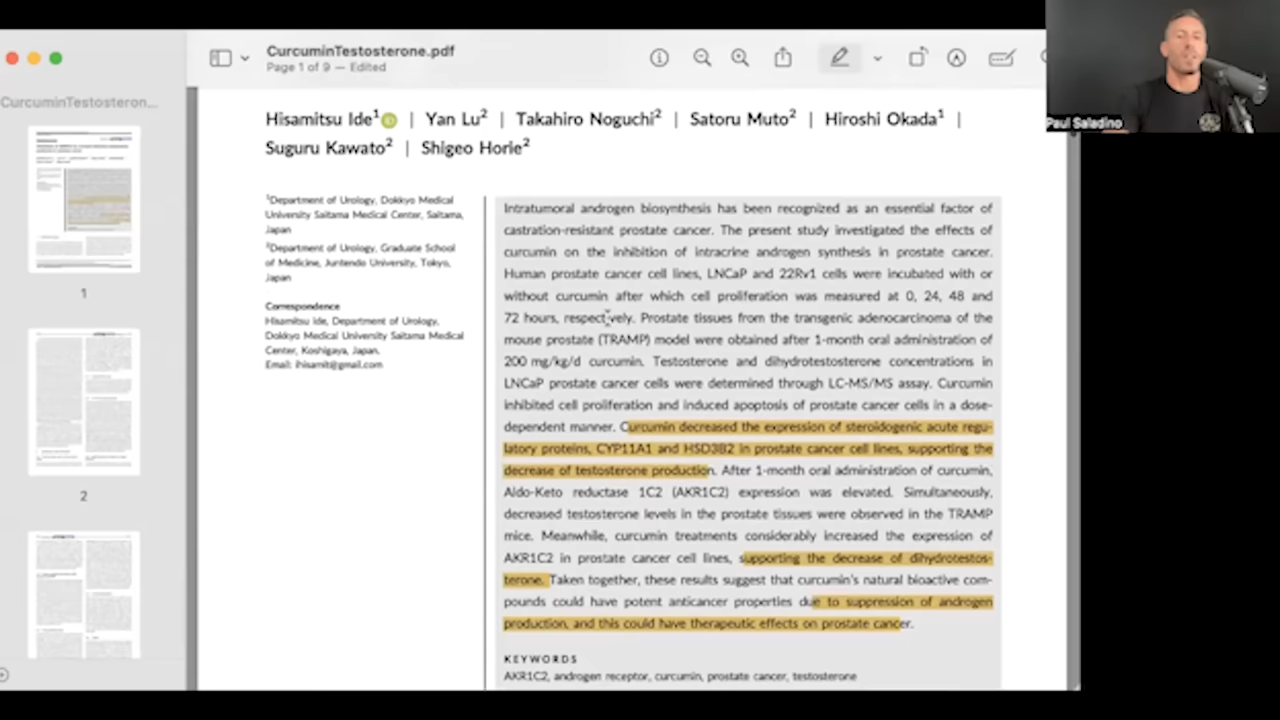 CurcuminTestosterone.pdf
Page 1 of 9 — Edited
CurcuminTestosteron...
Paul Saladino
Hisamitsu Ide1 | Yan Lu2 | Takahiro Noguchi2 | Satoru Muto2 | Hiroshi Okada1 |
Suguru Kawato2 | Shigeo Horie2
1
2
1Department of Urology, Dokkyo Medical
University Saitama Medical Center, Saitama,
Japan
2Department of Urology, Graduate School
of Medicine, Juntendo University, Tokyo,
Japan
Correspondence
Hisamitsu Ide, Department of Urology,
Dokkyo Medical University Saitama Medical
Center, Koshigaya, Japan.
Email: ihisamit@gmail.com
Intratumoral androgen biosynthesis has been recognized as an essential factor of
castration-resistant prostate cancer. The present study investigated the effects of
curcumin on the inhibition of intracrine androgen synthesis in prostate cancer.
Human prostate cancer cell lines, LNCaP and 22Rv1 cells were incubated with or
without curcumin after which cell proliferation was measured at 0, 24, 48 and
72 hours, respectively. Prostate tissues from the transgenic adenocarcinoma of the
mouse prostate (TRAMP) model were obtained after 1-month oral administration of
200 mg/kg/d curcumin. Testosterone and dihydrotestosterone concentrations in
LNCaP prostate cancer cells were determined through LC-MS/MS assay. Curcumin
inhibited cell proliferation and induced apoptosis of prostate cancer cells in a dose-
dependent manner. Curcumin decreased the expression of steroidogenic acute regu-
latory proteins, CYP11A1 and HSD3B2 in prostate cancer cell lines, supporting the
decrease of testosterone production. After 1-month oral administration of curcumin,
Aldo-Keto reductase 1C2 (AKR1C2) expression was elevated. Simultaneously,
decreased testosterone levels in the prostate tissues were observed in the TRAMP
mice. Meanwhile, curcumin treatments considerably increased the expression of
AKR1C2 in prostate cancer cell lines, supporting the decrease of dihydrotestos-
terone. Taken together, these results suggest that curcumin's natural bioactive com-
pounds could have potent anticancer properties due to suppression of androgen
production, and this could have therapeutic effects on prostate cancer.
KEYWORDS
AKR1C2, androgen receptor, curcumin, prostate cancer, testosterone